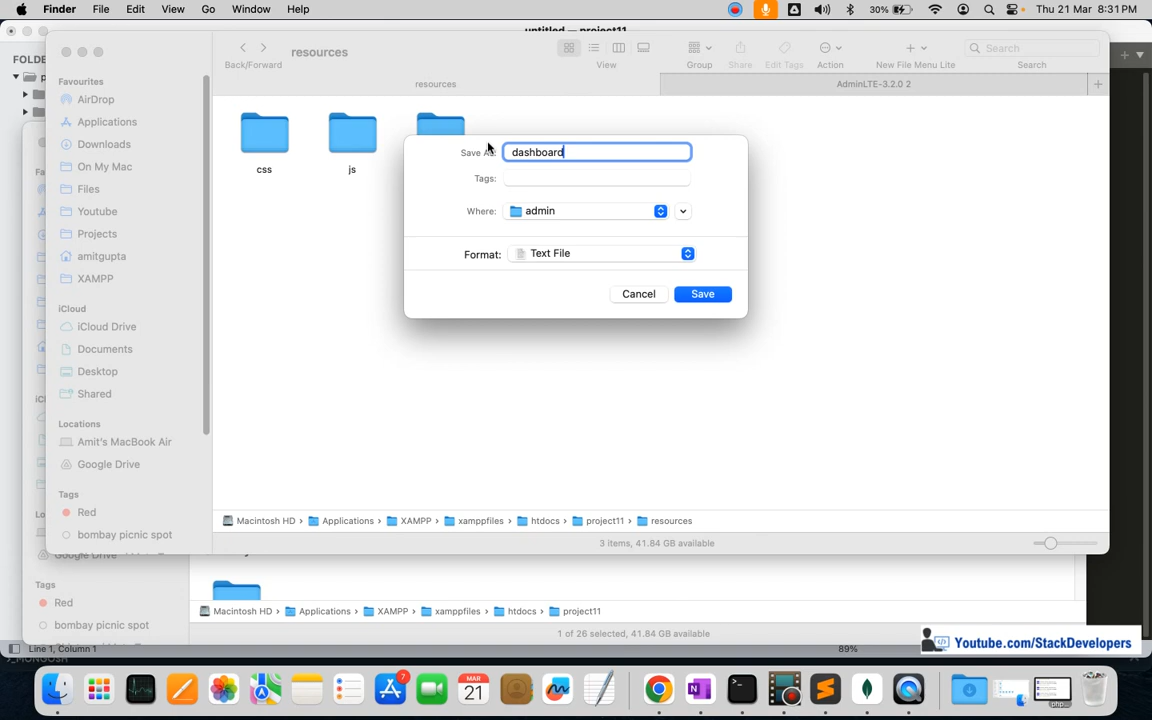 Finder File Edit View Go Window Help 30% Thu 21 Mar 8:31 PM
untitled — project11
FOLDE
resources
Back/Forward View Group Share Edit Tags Action New File Menu Lite Search
Search
Favourites
AirDrop
Applications
Downloads
On My Mac
Files
Youtube
Projects
amitgupta
XAMPP
iCloud
iCloud Drive
Documents
Desktop
Shared
Locations
Amit's MacBook Air
Google Drive
Tags
Red
bombay picnic spot
resources
AdminLTE-3.2.0 2
css
js
Save As: dashboard
Tags:
Where: admin
Format: Text File
Cancel Save
Macintosh HD › Applications › XAMPP › xamppfiles › htdocs › project11 › resources
3 items, 41.84 GB available
Google Drive
Tags
Red
bombay picnic spot
Macintosh HD › Applications › XAMPP › xamppfiles › htdocs › project11
1 of 26 selected, 41.84 GB available
Line 1, Column 1
89%
Youtube.com/StackDevelopers
MAR
21
7
php...